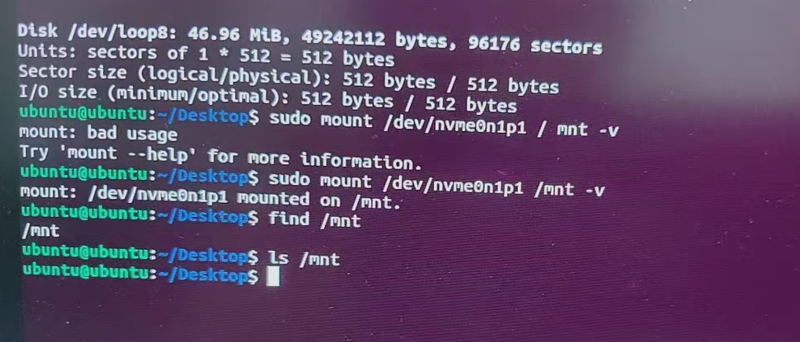 Disk /dev/loop8: 46.96 MiB, 49242112 bytes, 96176 sectors
Units: sectors of 1 * 512 = 512 bytes
Sector size (logical/physical): 512 bytes / 512 bytes
I/O size (minimum/optimal): 512 bytes / 512 bytes
ubuntu@ubuntu:~/Desktop$ sudo mount /dev/nvme0n1p1 / mnt -v
mount: bad usage
Try 'mount --help' for more information.
ubuntu@ubuntu:~/Desktop$ sudo mount /dev/nvme0n1p1 /mnt -v
mount: /dev/nvme0n1p1 mounted on /mnt.
ubuntu@ubuntu:~/Desktop$ find /mnt
/mnt
ubuntu@ubuntu:~/Desktop$ ls /mnt
ubuntu@ubuntu:~/Desktop$